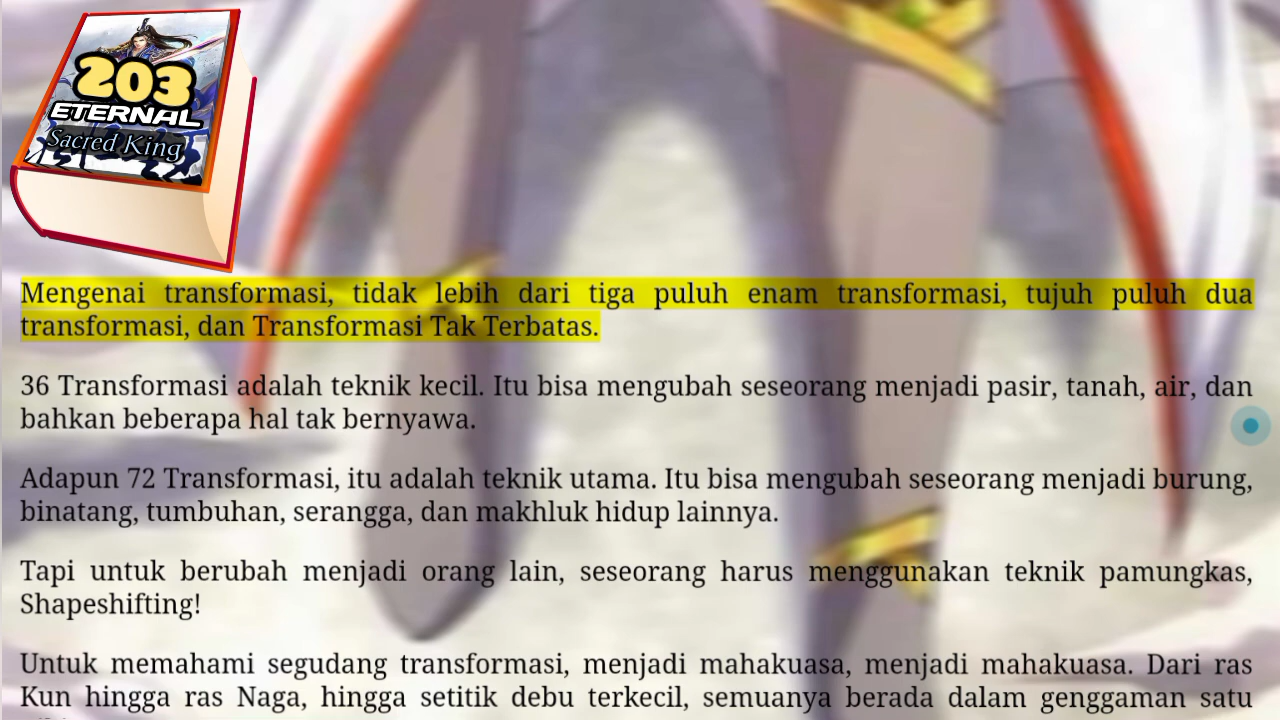 203
ETERNAL
Sacred King
Mengenai transformasi, tidak lebih dari tiga puluh enam transformasi, tujuh puluh dua
transformasi, dan Transformasi Tak Terbatas.
36 Transformasi adalah teknik kecil. Itu bisa mengubah seseorang menjadi pasir, tanah, air, dan
bahkan beberapa hal tak bernyawa.
Adapun 72 Transformasi, itu adalah teknik utama. Itu bisa mengubah seseorang menjadi burung,
binatang, tumbuhan, serangga, dan makhluk hidup lainnya.
Tapi untuk berubah menjadi orang lain, seseorang harus menggunakan teknik pamungkas,
Shapeshifting!
Untuk memahami segudang transformasi, menjadi mahakuasa, menjadi mahakuasa. Dari ras
Kun hingga ras Naga, hingga setitik debu terkecil, semuanya berada dalam genggaman satu